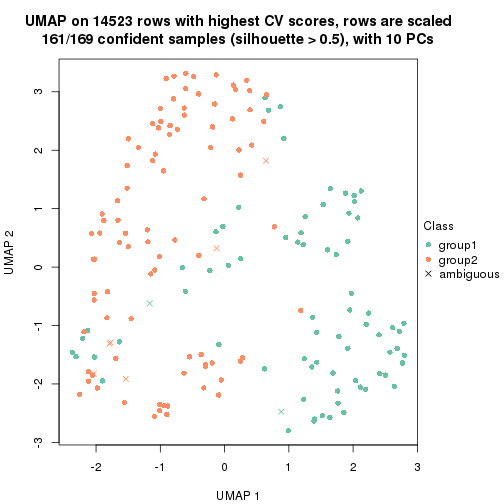 UMAP on 14523 rows with highest CV scores, rows are scaled
161/169 confident samples (silhouette > 0.5), with 10 PCs
3
2
1
0
-1
-2
-3
UMAP 2
-2
-1
0
1
2
3
UMAP 1
Class
group1
group2
ambiguous